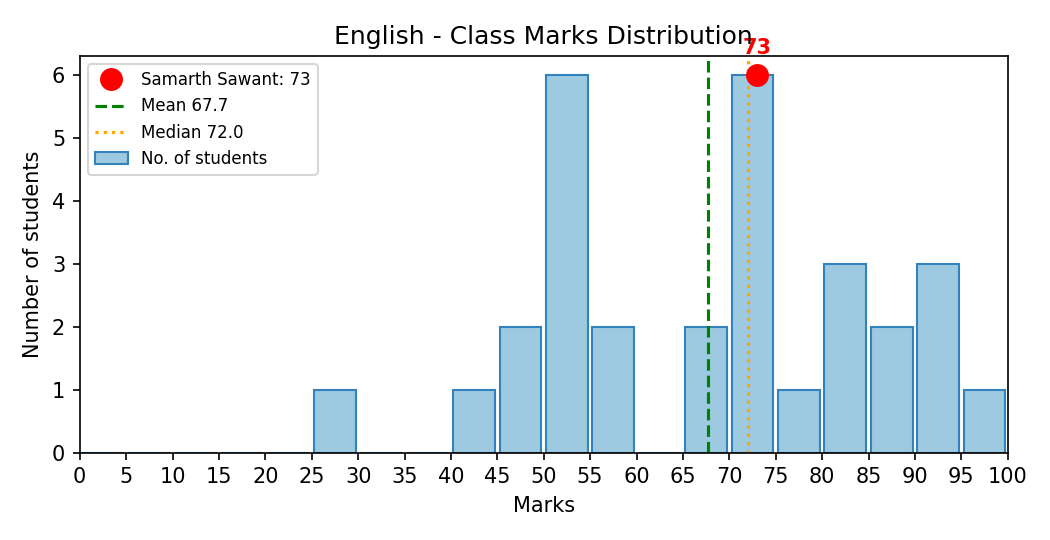 English - Class Marks Distribution
73
Samarth Sawant: 73
Mean 67.7
Median 72.0
No. of students
Number of students
6
5
4
3
2
1
0
0 5 10 15 20 25 30 35 40 45 50 55 60 65 70 75 80 85 90 95 100
Marks